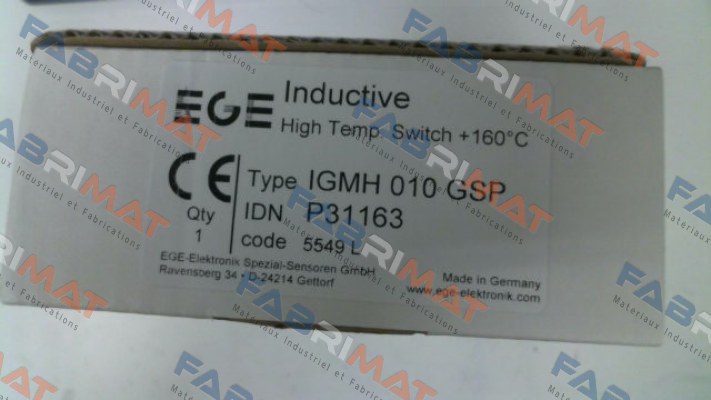 EGE
Inductive
High Temp. Switch +160°C
CE
Type IGMH 010 GSP
Qty
1
IDN P31163
code 5549 L
EGE-Elektronik Spezial-Sensoren GmbH
Ravensberg 34 • D-24214 Gettorf
Made in Germany
www.ege-elektronik.com
FABRIMAT
Matériaux Industriel et Fabrications